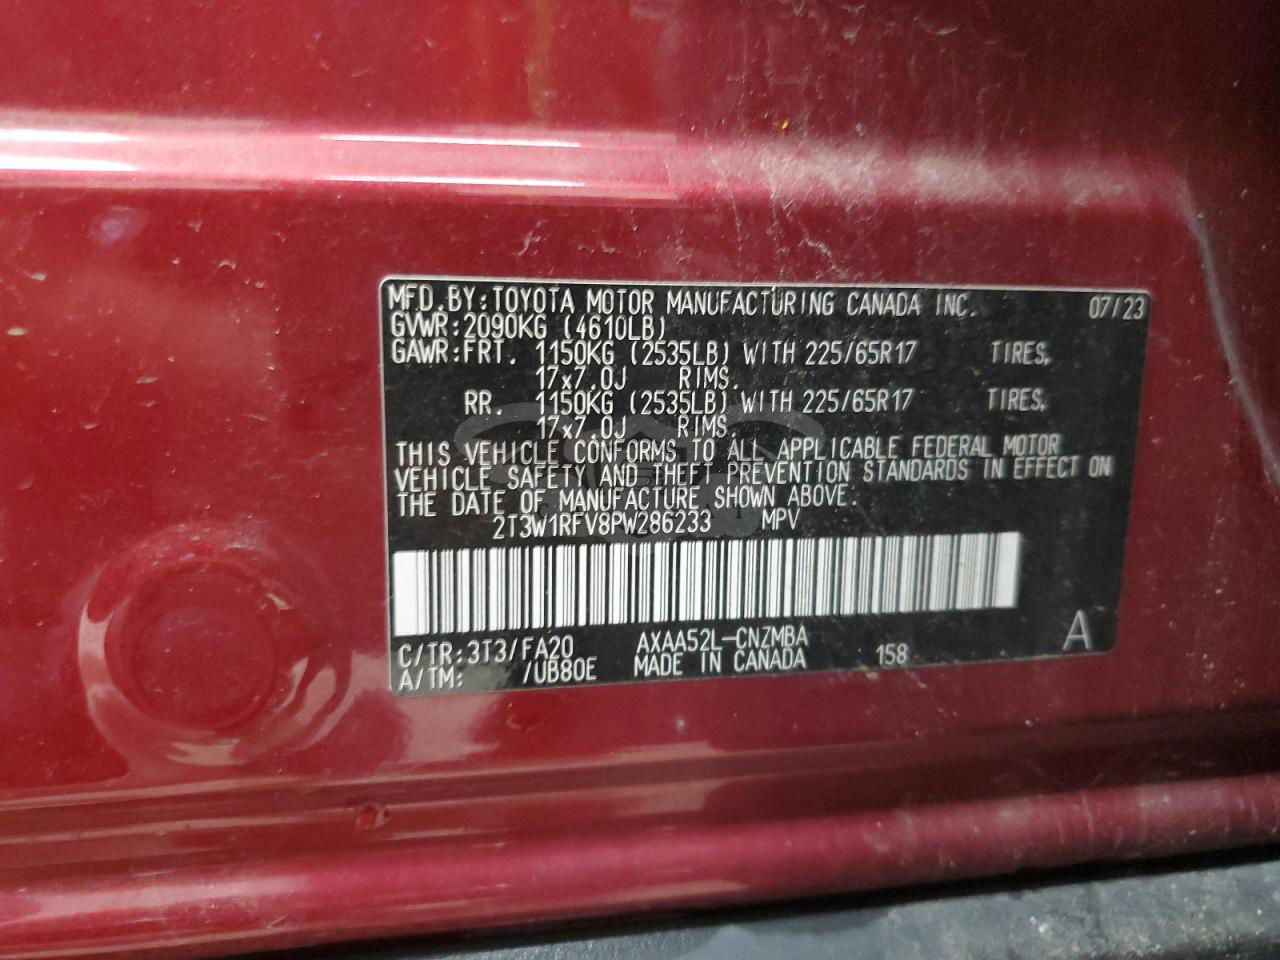 MFD. BY: TOYOTA MOTOR MANUFACTURING CANADA INC. 07/23
GVWR: 2090KG (4610LB)
GAWR: FRT. 1150KG (2535LB) WITH 225/65R17 TIRES,
17x7.0J RIMS.
RR. 1150KG (2535LB) WITH 225/65R17 TIRES,
17x7.0J RIMS.
THIS VEHICLE CONFORMS TO ALL APPLICABLE FEDERAL MOTOR
VEHICLE SAFETY AND THEFT PREVENTION STANDARDS IN EFFECT ON
THE DATE OF MANUFACTURE SHOWN ABOVE.
2T3W1RFV8PW286233 MPV
C/TR: 3T3/FA20 AXAA52L-CNZMBA A
A/TM: /UB80E MADE IN CANADA 158